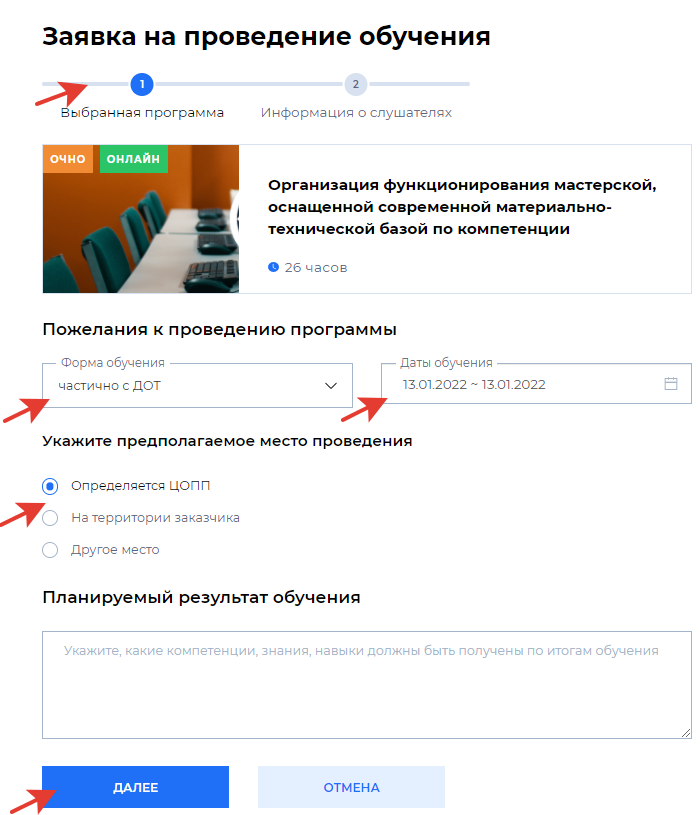 Заявка на проведение обучения
1
2
Выбранная программа
Информация о слушателях
ОЧНО
ОНЛАЙН
Организация функционирования мастерской,
оснащенной современной материально-
технической базой по компетенции
26 часов
Пожелания к проведению программы
Форма обучения
частично с ДОТ
Даты обучения
13.01.2022 ~ 13.01.2022
Укажите предполагаемое место проведения
Определяется ЦОПП
На территории заказчика
Другое место
Планируемый результат обучения
Укажите, какие компетенции, знания, навыки должны быть получены по итогам обучения
ДАЛЕЕ
ОТМЕНА